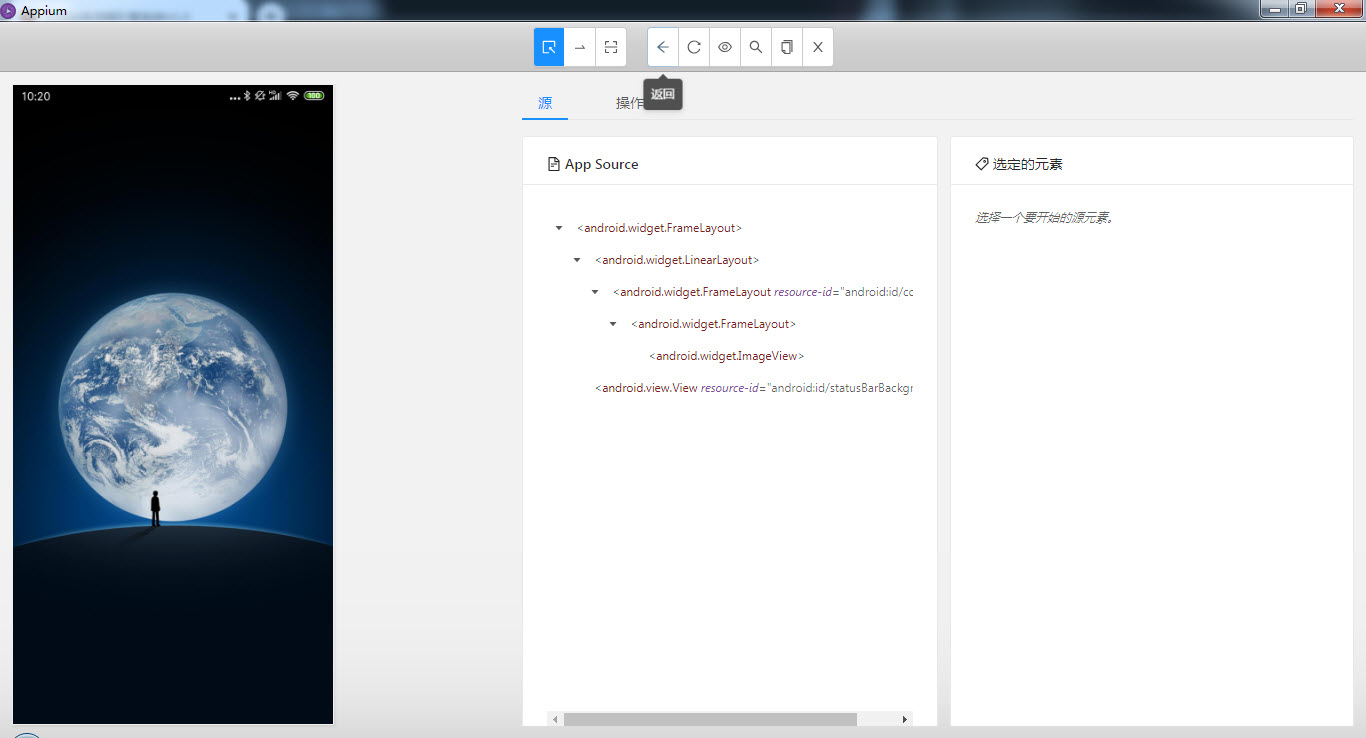 Appium
返回
10:20
100
源
操作
App Source
<android.widget.FrameLayout>
<android.widget.LinearLayout>
<android.widget.FrameLayout resource-id="android:id/cc
<android.widget.FrameLayout>
<android.widget.ImageView>
<android.view.View resource-id="android:id/statusBarBackgr
选定的元素
选择一个要开始的源元素。